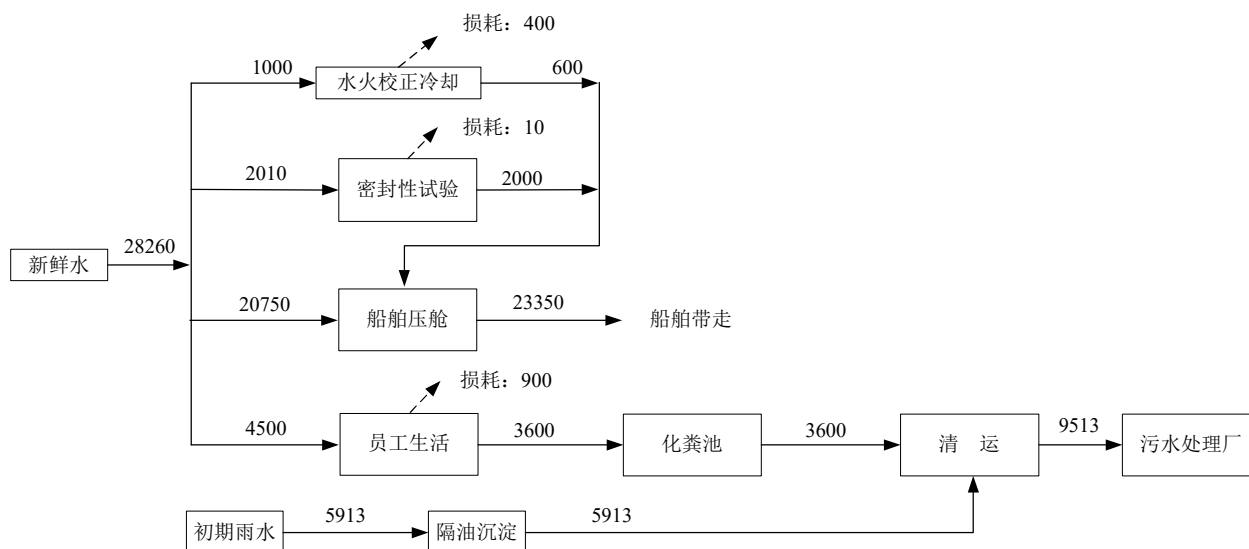 损耗：400
1000
水火校正冷却
600
损耗：10
2010
密封性试验
2000
28260
新鲜水
20750
船舶压舱
23350
船舶带走
损耗：900
4500
员工生活
3600
化粪池
3600
清 运
9513
污水处理厂
初期雨水
5913
隔油沉淀
5913